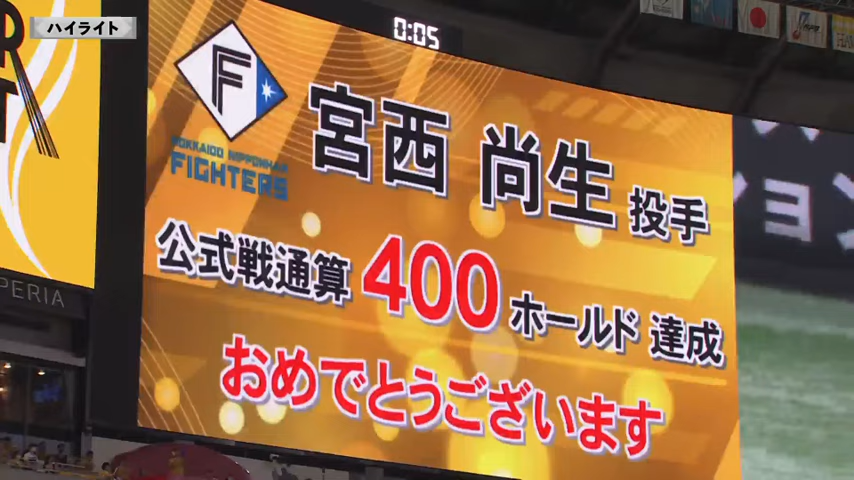 ハイライト
0:05
F
HOKKAIDO NIPPONHAM
FIGHTERS
宮西 尚生 投手
公式戦通算 400 ホールド 達成
おめでとうございます
PERIA
ョ